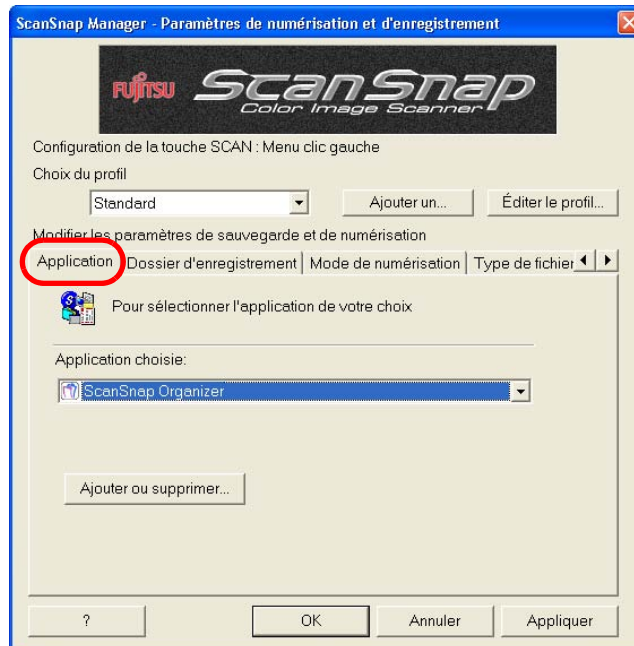 ScanSnap Manager - Paramètres de numérisation et d'enregistrement
FUJITSU ScanSnap
Color Image Scanner
Configuration de la touche SCAN : Menu clic gauche
Choix du profil
Standard Ajouter un... Éditer le profil...
Modifier les paramètres de sauvegarde et de numérisation
Application Dossier d'enregistrement Mode de numérisation Type de fichier
Pour sélectionner l'application de votre choix
Application choisie:
ScanSnap Organizer
Ajouter ou supprimer...
? OK Annuler Appliquer